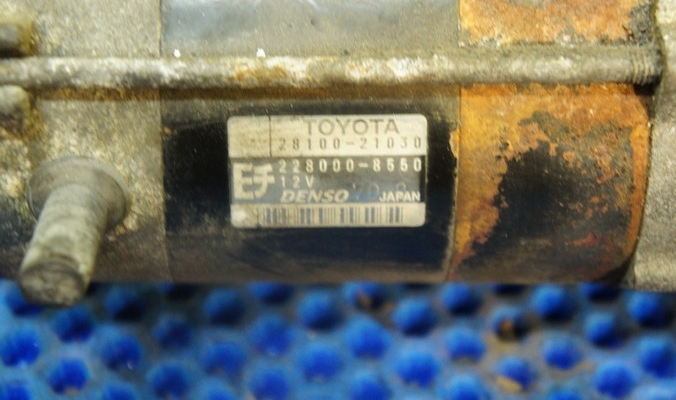 TOYOTA
28100-21030
Eチ 228000-8550
12V
DENSO JAPAN